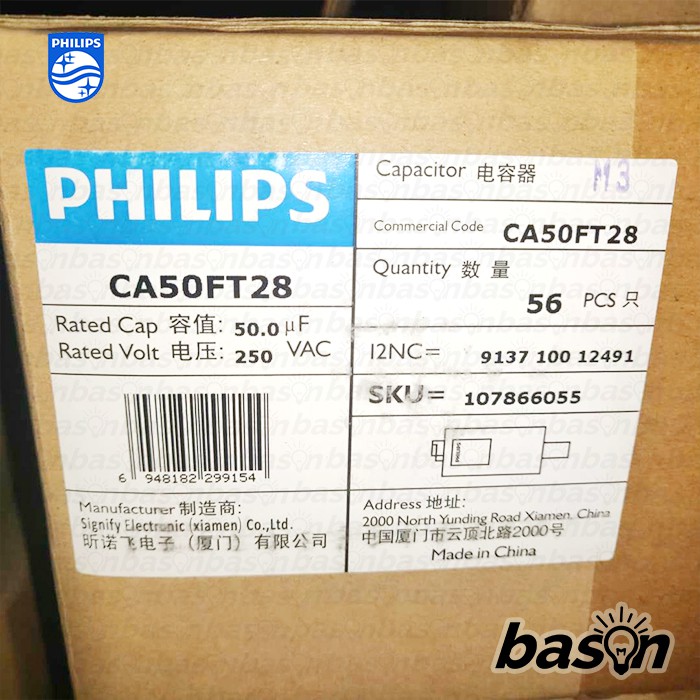 PHILIPS
PHILIPS
CA50FT28
Rated Cap 容值: 50.0 μF
Rated Volt 电压: 250 VAC
6 948182 299154
Manufacturer 制造商:
Signify Electronic (xiamen) Co.,Ltd.
昕诺飞电子（厦门）有限公司
Capacitor 电容器
M3
Commercial Code CA50FT28
Quantity 数 量
56 PCS 只
I2NC= 9137 100 12491
SKU= 107866055
PHILIPS
Address 地址:
2000 North Yunding Road Xiamen, China
中国厦门市云顶北路2000号
Made in China
bason